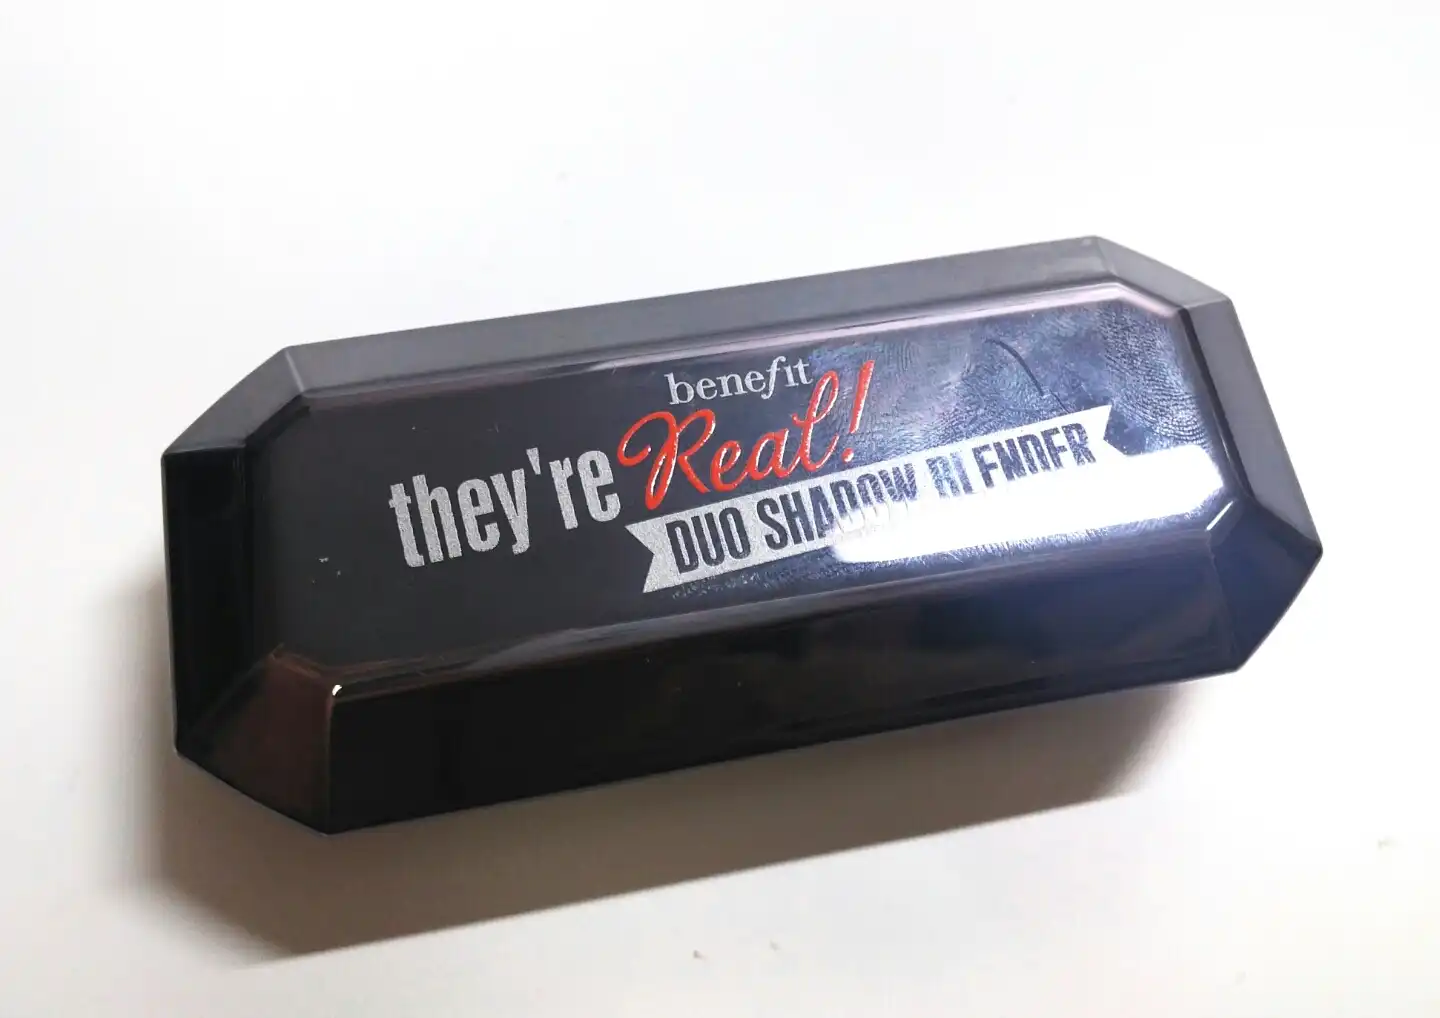 benefit
they're Real!
DUO SHADOW BLENDER